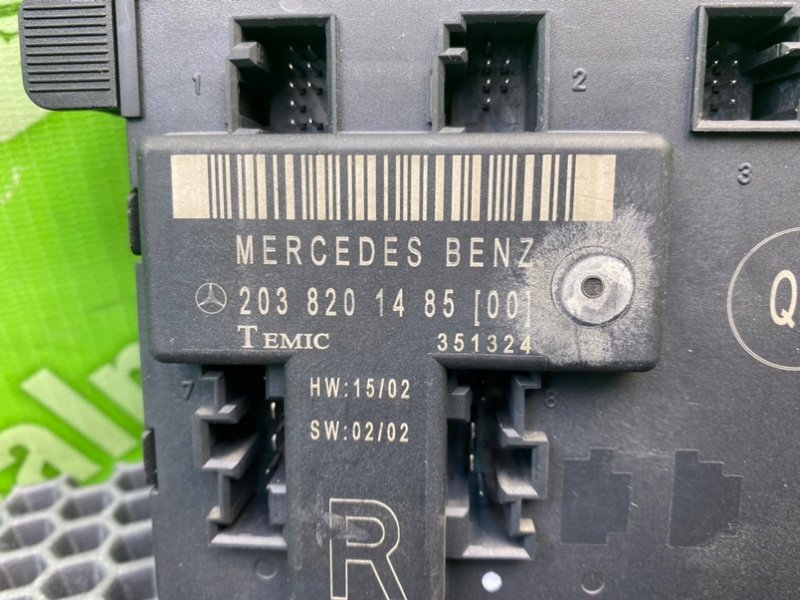 1
2
3
MERCEDES BENZ
203 820 14 85 [00]
Q
TEMIC 351324
7
HW:15/02
8
SW:02/02
R